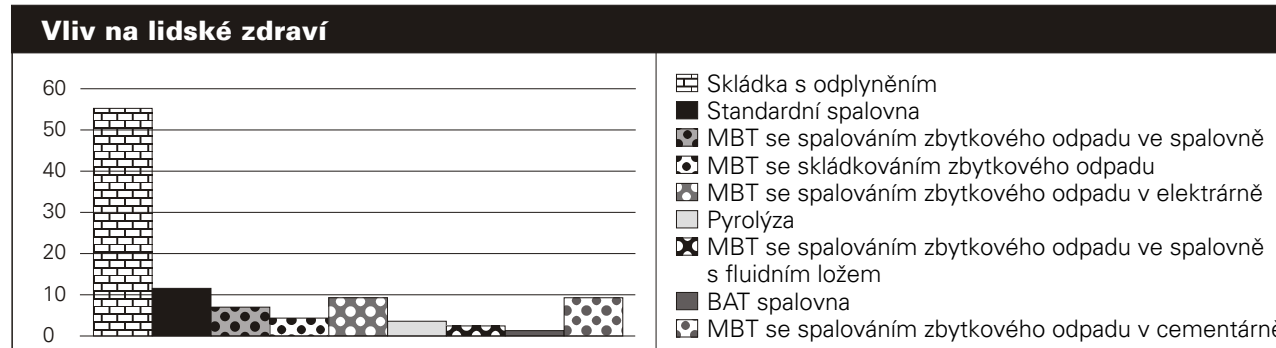 Vliv na lidské zdraví
60
50
40
30
20
10
0
Skládka s odplyněním
Standardní spalovna
MBT se spalováním zbytkového odpadu ve spalovně
MBT se skládkováním zbytkového odpadu
MBT se spalováním zbytkového odpadu v elektrárně
Pyrolýza
MBT se spalováním zbytkového odpadu ve spalovně
s fluidním ložem
BAT spalovna
MBT se spalováním zbytkového odpadu v cementárně